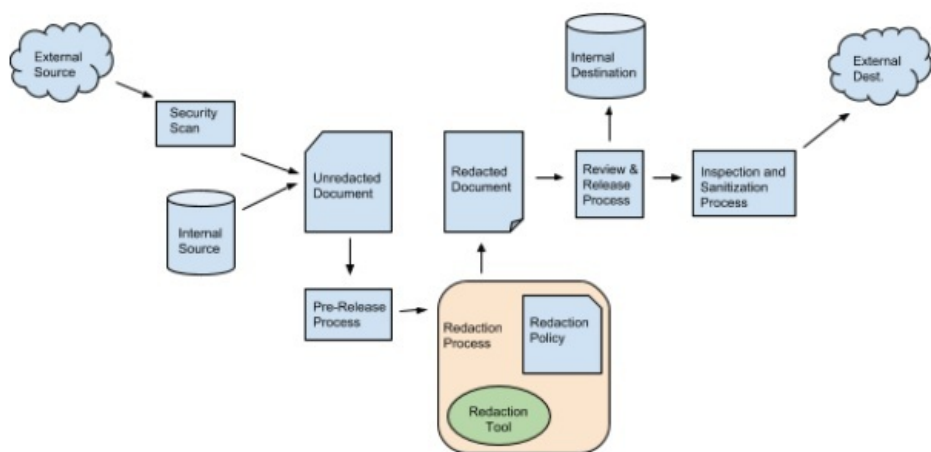 External
Source
Security
Scan
Internal
Source
Unredacted
Document
Pre-Release
Process
Redaction
Process
Redaction
Policy
Redaction
Tool
Redacted
Document
Review &
Release
Process
Internal
Destination
Inspection and
Sanitization
Process
External
Dest.